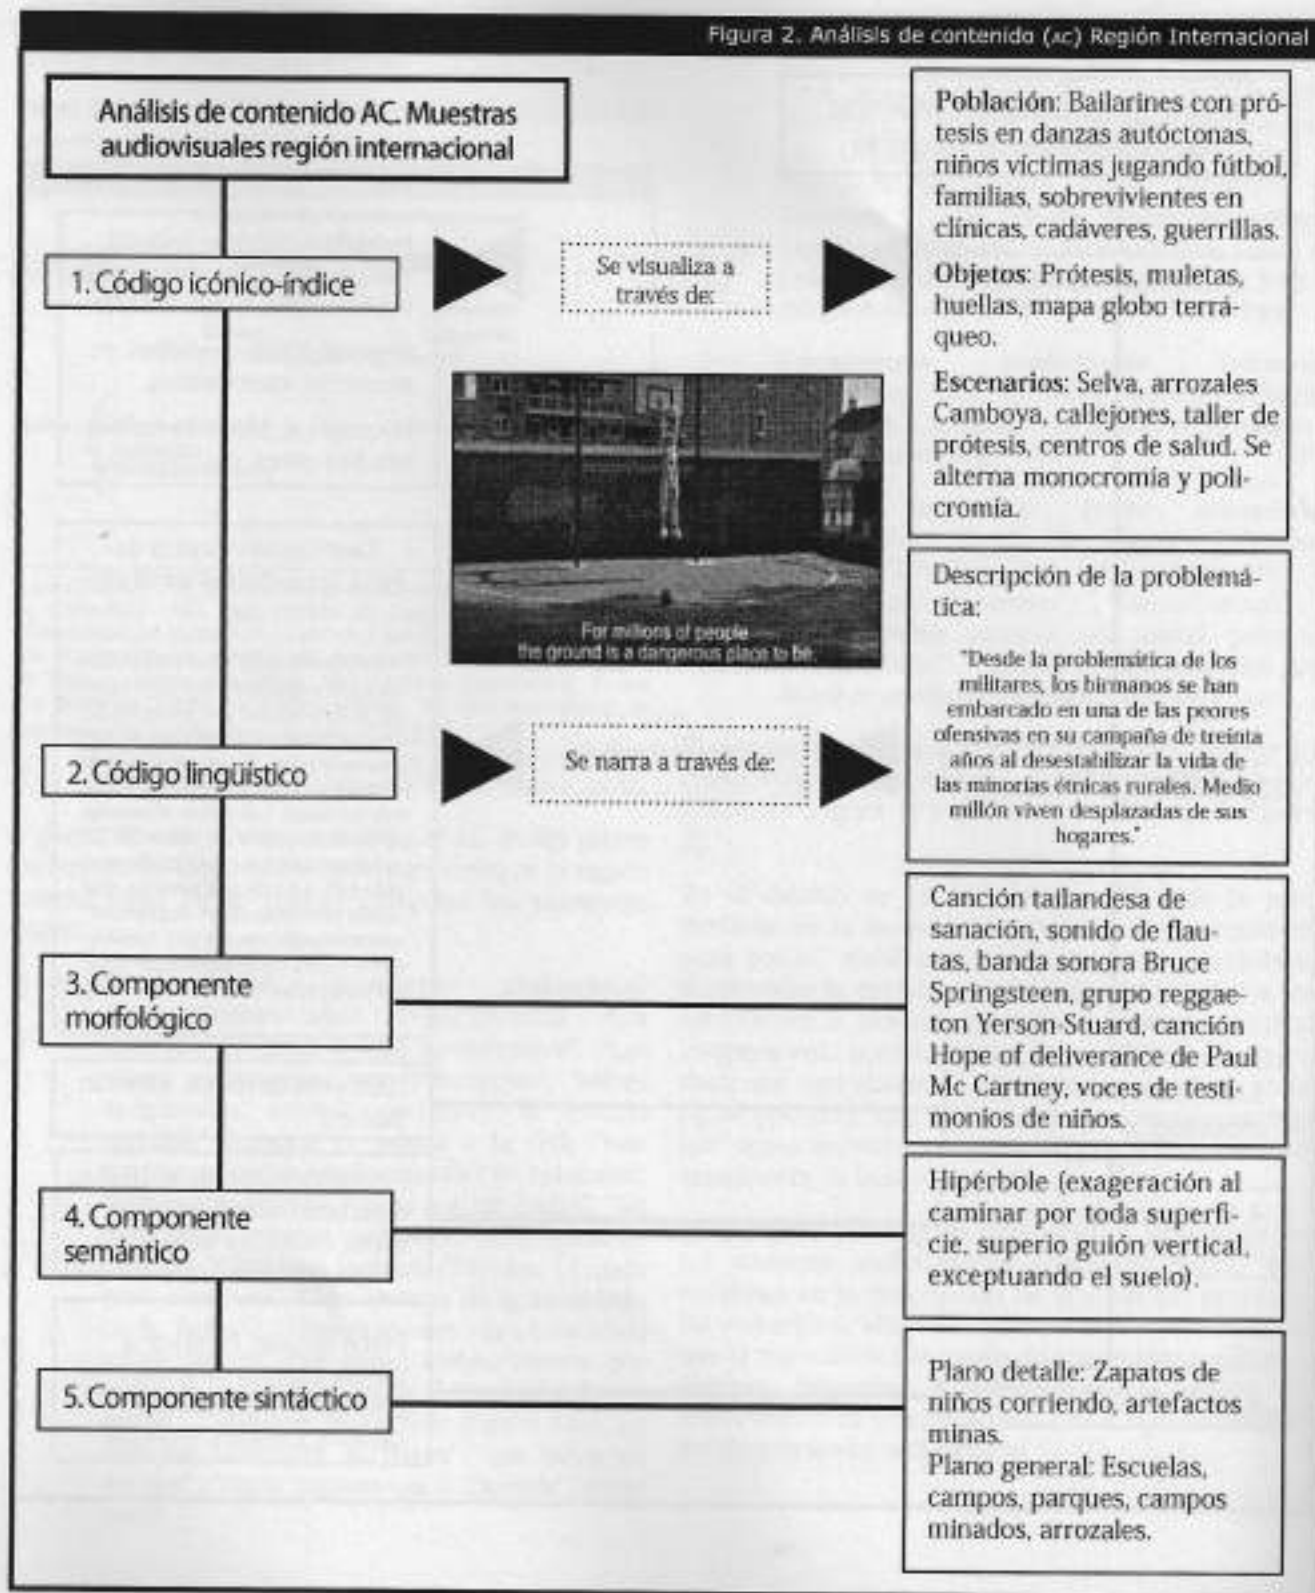 Figura 2. Análisis de contenido (AC) Región Internacional
Análisis de contenido AC. Muestras
audiovisuales región internacional
1. Código icónico-índice
Se visualiza a
través de:
Población: Bailarines con pró-
tesis en danzas autóctonas,
niños víctimas jugando fútbol,
familias, sobrevivientes en
clínicas, cadáveres, guerrillas.
Objetos: Prótesis, muletas,
huellas, mapa globo terrá-
queo.
Escenarios: Selva, arrozales
Camboya, callejones, taller de
prótesis, centros de salud. Se
alterna monocromía y poli-
cromía.
For millions of people
the ground is a dangerous place to be.
2. Código lingüístico
Se narra a través de:
Descripción de la problemá-
tica:
"Desde la problemática de los
militares, los birmanos se han
embarcado en una de las peores
ofensivas en su campaña de treinta
años al desestabilizar la vida de
las minorías étnicas rurales. Medio
millón viven desplazadas de sus
hogares."
3. Componente
morfológico
Canción tailandesa de
sanación, sonido de flau-
tas, banda sonora Bruce
Springsteen, grupo reggae-
ton Yerson Stuard, canción
Hope of deliverance de Paul
Mc Cartney, voces de testi-
monios de niños.
4. Componente
semántico
Hipérbole (exageración al
caminar por toda superfi-
cie, superio guión vertical,
exceptuando el suelo).
5. Componente sintáctico
Plano detalle: Zapatos de
niños corriendo, artefactos
minas.
Plano general: Escuelas,
campos, parques, campos
minados, arrozales.